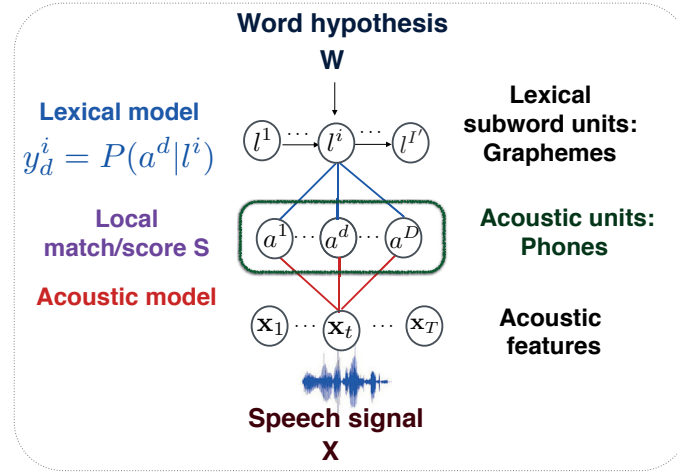 Word hypothesis
W
Lexical model
y_d^i = P(a^d|l^i)
l^1 ... l^i ... l^{I'}
Lexical
subword units:
Graphemes
Local
match/score S
a^1 ... a^d ... a^D
Acoustic units:
Phones
Acoustic model
x_1 ... x_t ... x_T
Acoustic
features
Speech signal
X